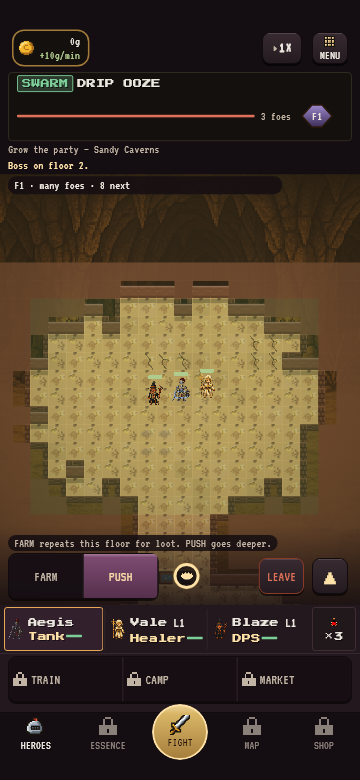 0g
+10g/min
▸1X
MENU
SWARM DRIP OOZE
3 foes
F1
Grow the party — Sandy Caverns
Boss on floor 2.
F1 · many foes · 8 next
FARM repeats this floor for loot. PUSH goes deeper.
FARM
PUSH
LEAVE
Aegis
Tank
Vale L1
Healer
Blaze L1
DPS
×3
TRAIN
CAMP
MARKET
HEROES
ESSENCE
FIGHT
MAP
SHOP